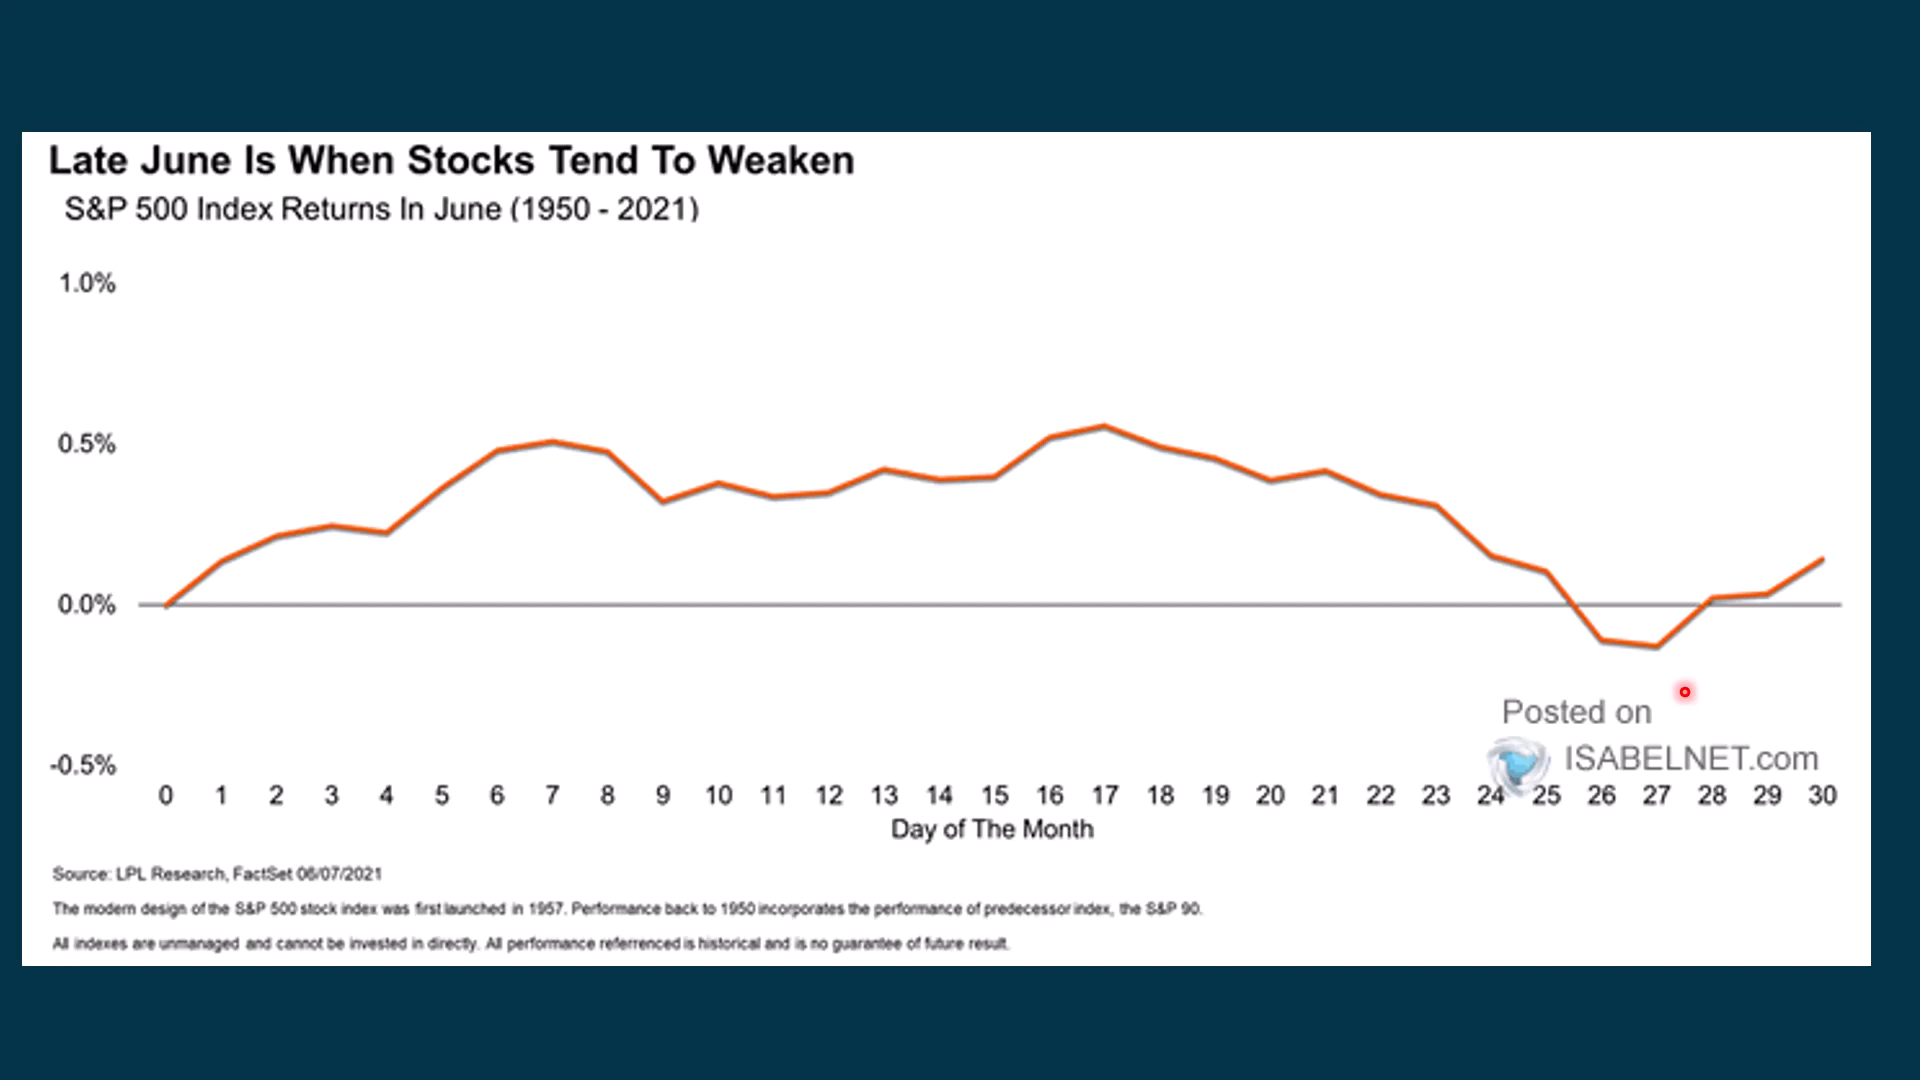 Late June Is When Stocks Tend To Weaken
S&P 500 Index Returns In June (1950 - 2021)
1.0%
0.5%
0.0%
-0.5%
Posted on
ISABELNET.com
0 1 2 3 4 5 6 7 8 9 10 11 12 13 14 15 16 17 18 19 20 21 22 23 24 25 26 27 28 29 30
Day of The Month
Source: LPL Research, FactSet 06/07/2021
The modern design of the S&P 500 stock index was first launched in 1957. Performance back to 1950 incorporates the performance of predecessor index, the S&P 90.
All indexes are unmanaged and cannot be invested in directly. All performance referrenced is historical and is no guarantee of future result.